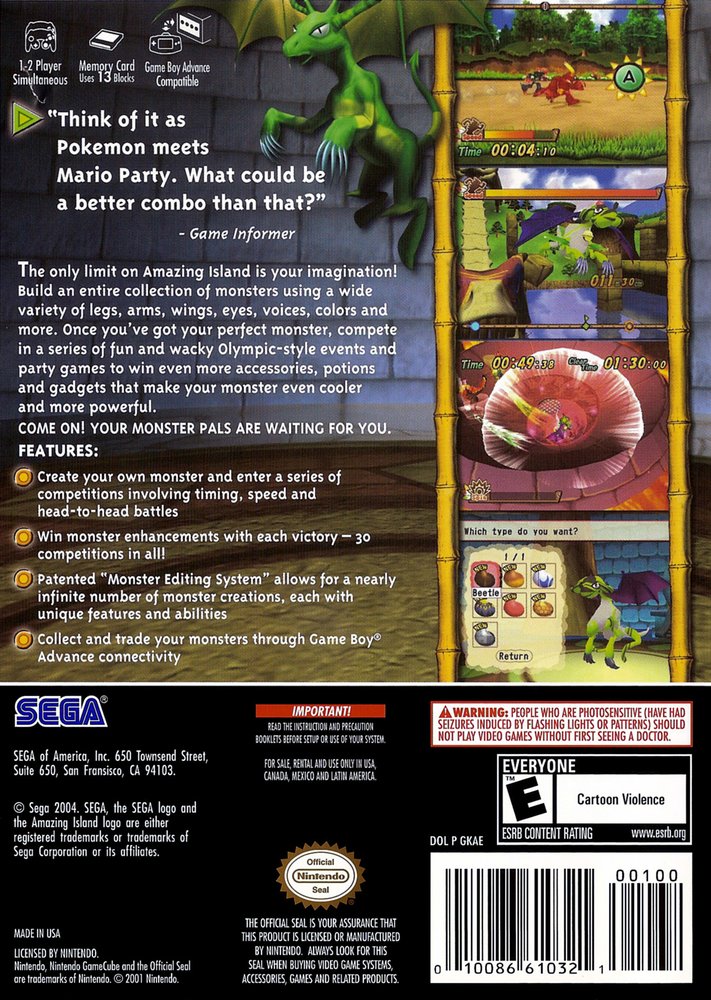 1-2 Player
Simultaneous
Memory Card
Uses 13 Blocks
Game Boy Advance
Compatible
“Think of it as
Pokemon meets
Mario Party. What could be
a better combo than that?”
- Game Informer
The only limit on Amazing Island is your imagination!
Build an entire collection of monsters using a wide
variety of legs, arms, wings, eyes, voices, colors and
more. Once you’ve got your perfect monster, compete
in a series of fun and wacky Olympic-style events and
party games to win even more accessories, potions
and gadgets that make your monster even cooler
and more powerful.
COME ON! YOUR MONSTER PALS ARE WAITING FOR YOU.
FEATURES:
Create your own monster and enter a series of
competitions involving timing, speed and
head-to-head battles
Win monster enhancements with each victory – 30
competitions in all!
Patented “Monster Editing System” allows for a nearly
infinite number of monster creations, each with
unique features and abilities
Collect and trade your monsters through Game Boy®
Advance connectivity
A
Speed
Time 00:04:10
Speed
011.30m
Time 00:49:38
Clear Time 01:30:00
Which type do you want?
1/1
NEW NEW NEW
Beetle
NEW NEW NEW
NEW
Return
SEGA®
SEGA of America, Inc. 650 Townsend Street,
Suite 650, San Fransisco, CA 94103.
© Sega 2004. SEGA, the SEGA logo and
the Amazing Island logo are either
registered trademarks or trademarks of
Sega Corporation or its affiliates.
MADE IN USA
LICENSED BY NINTENDO.
Nintendo, Nintendo GameCube and the Official Seal
are trademarks of Nintendo. © 2001 Nintendo.
IMPORTANT!
READ THE INSTRUCTION AND PRECAUTION
BOOKLETS BEFORE SETUP OR USE OF YOUR SYSTEM.
FOR SALE, RENTAL AND USE ONLY IN USA,
CANADA, MEXICO AND LATIN AMERICA.
Official
Nintendo
Seal
THE OFFICIAL SEAL IS YOUR ASSURANCE THAT
THIS PRODUCT IS LICENSED OR MANUFACTURED
BY NINTENDO. ALWAYS LOOK FOR THIS
SEAL WHEN BUYING VIDEO GAME SYSTEMS,
ACCESSORIES, GAMES AND RELATED PRODUCTS.
WARNING: PEOPLE WHO ARE PHOTOSENSITIVE (HAVE HAD
SEIZURES INDUCED BY FLASHING LIGHTS OR PATTERNS) SHOULD
NOT PLAY VIDEO GAMES WITHOUT FIRST SEEING A DOCTOR.
EVERYONE
TM
E
Cartoon Violence
ESRB CONTENT RATING www.esrb.org
DOL P GKAE
00100
0 10086 61032 1